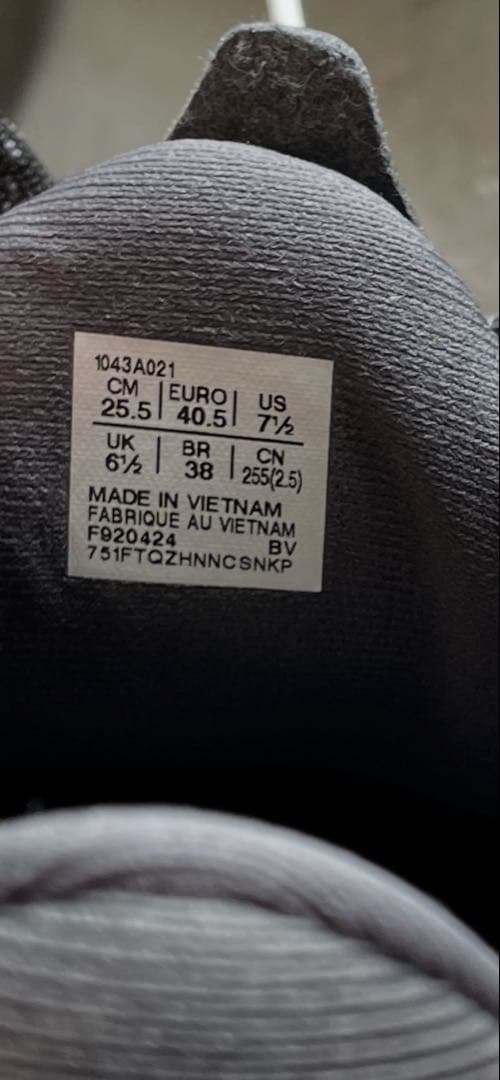 1043A021
CM EURO US
25.5 40.5 7½
UK BR CN
6½ 38 255(2.5)
MADE IN VIETNAM
FABRIQUE AU VIETNAM
F920424 BV
751FTQZHNNCSNKP